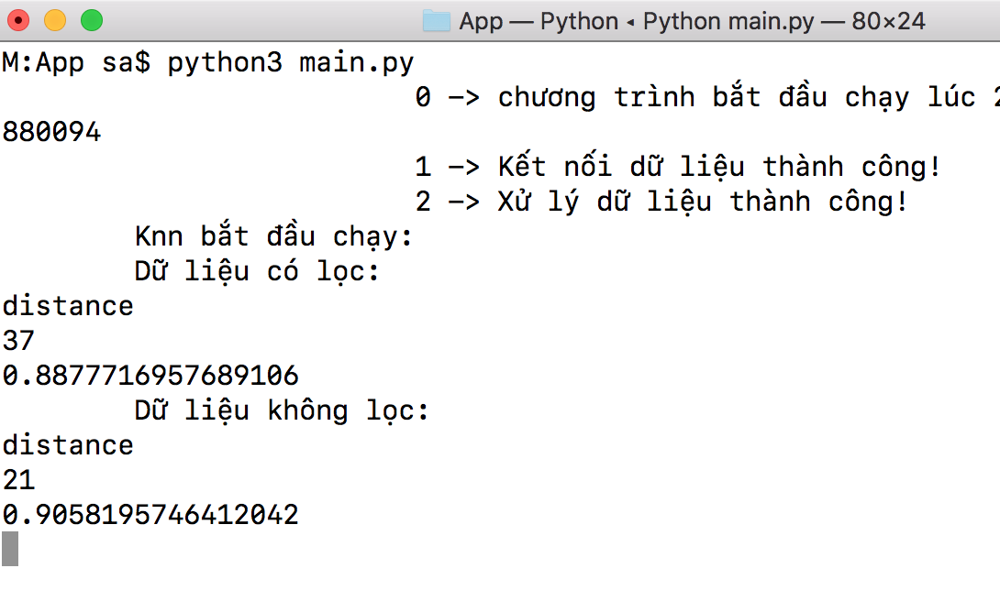 App — Python ◂ Python main.py — 80×24
M:App sa$ python3 main.py
0 -> chương trình bắt đầu chạy lúc
880094
1 -> Kết nối dữ liệu thành công!
2 -> Xử lý dữ liệu thành công!
Knn bắt đầu chạy:
Dữ liệu có lọc:
distance
37
0.8877716957689106
Dữ liệu không lọc:
distance
21
0.9058195746412042